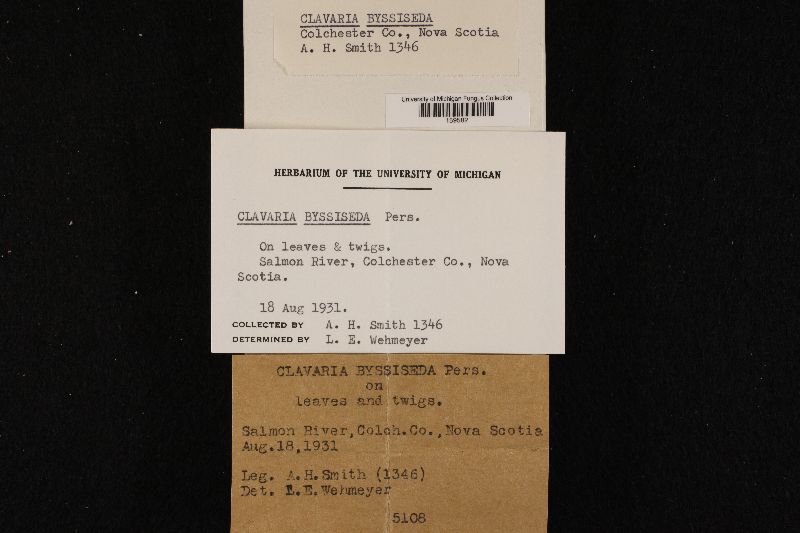 CLAVARIA BYSSISEDA
Colchester Co., Nova Scotia
A. H. Smith 1346
University of Michigan Fungus Collection
HERBARIUM OF THE UNIVERSITY OF MICHIGAN
CLAVARIA BYSSISEDA Pers.
On leaves & twigs.
Salmon River, Colchester Co., Nova
Scotia.
18 Aug 1931.
COLLECTED BY A. H. Smith 1346
DETERMINED BY L. E. Wehmeyer
CLAVARIA BYSSISEDA Pers.
on
leaves and twigs.
Salmon River,Colch.Co.,Nova Scotia
Aug.18,1931
Leg. A.H.Smith (1346)
Det. L.E.Wehmeyer
5108